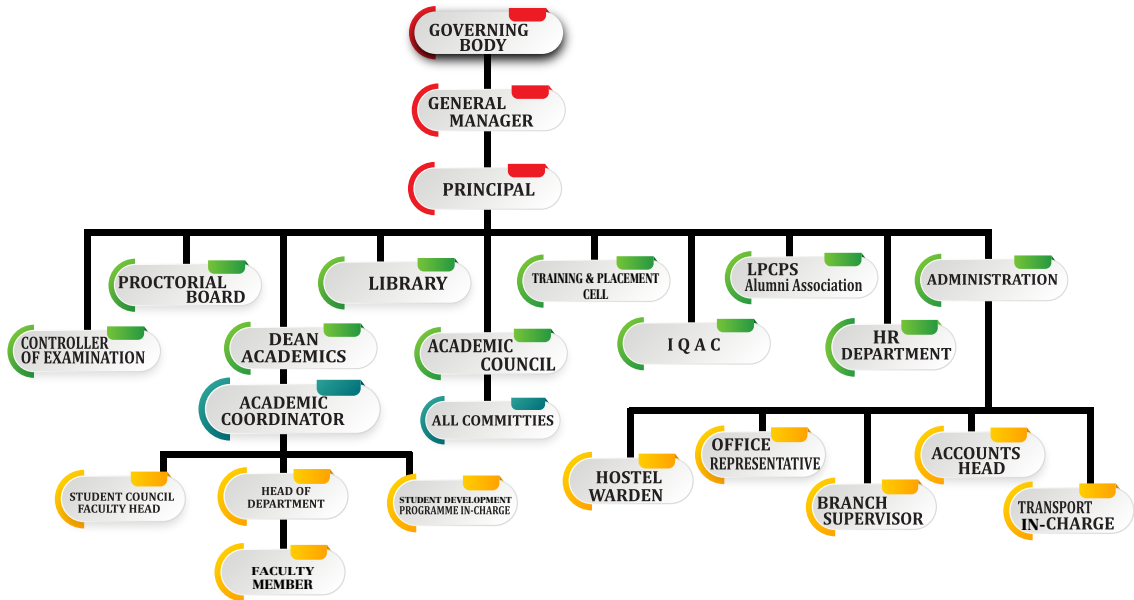 GOVERNING
BODY
GENERAL
MANAGER
PRINCIPAL
PROCTORIAL
BOARD
LIBRARY
TRAINING & PLACEMENT
CELL
LPCPS
Alumni Association
ADMINISTRATION
CONTROLLER
OF EXAMINATION
DEAN
ACADEMICS
ACADEMIC
COUNCIL
I Q A C
HR
DEPARTMENT
ACADEMIC
COORDINATOR
ALL COMMITTIES
STUDENT COUNCIL
FACULTY HEAD
HEAD OF
DEPARTMENT
STUDENT DEVELOPMENT
PROGRAMME IN-CHARGE
FACULTY
MEMBER
HOSTEL
WARDEN
OFFICE
REPRESENTATIVE
BRANCH
SUPERVISOR
ACCOUNTS
HEAD
TRANSPORT
IN-CHARGE